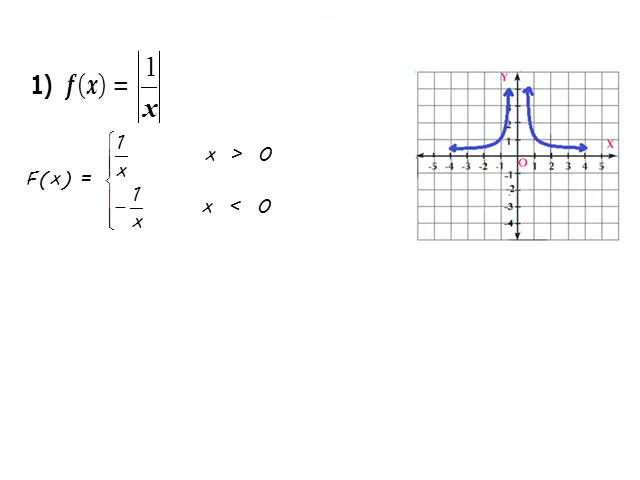 1) f(x) = |1/x|
F(x) = { 1/x x > 0
-1/x x < 0
Y
X
O
-5 -4 -3 -2 -1 1 2 3 4 5
3
2
1
-1
-2
-3
-4